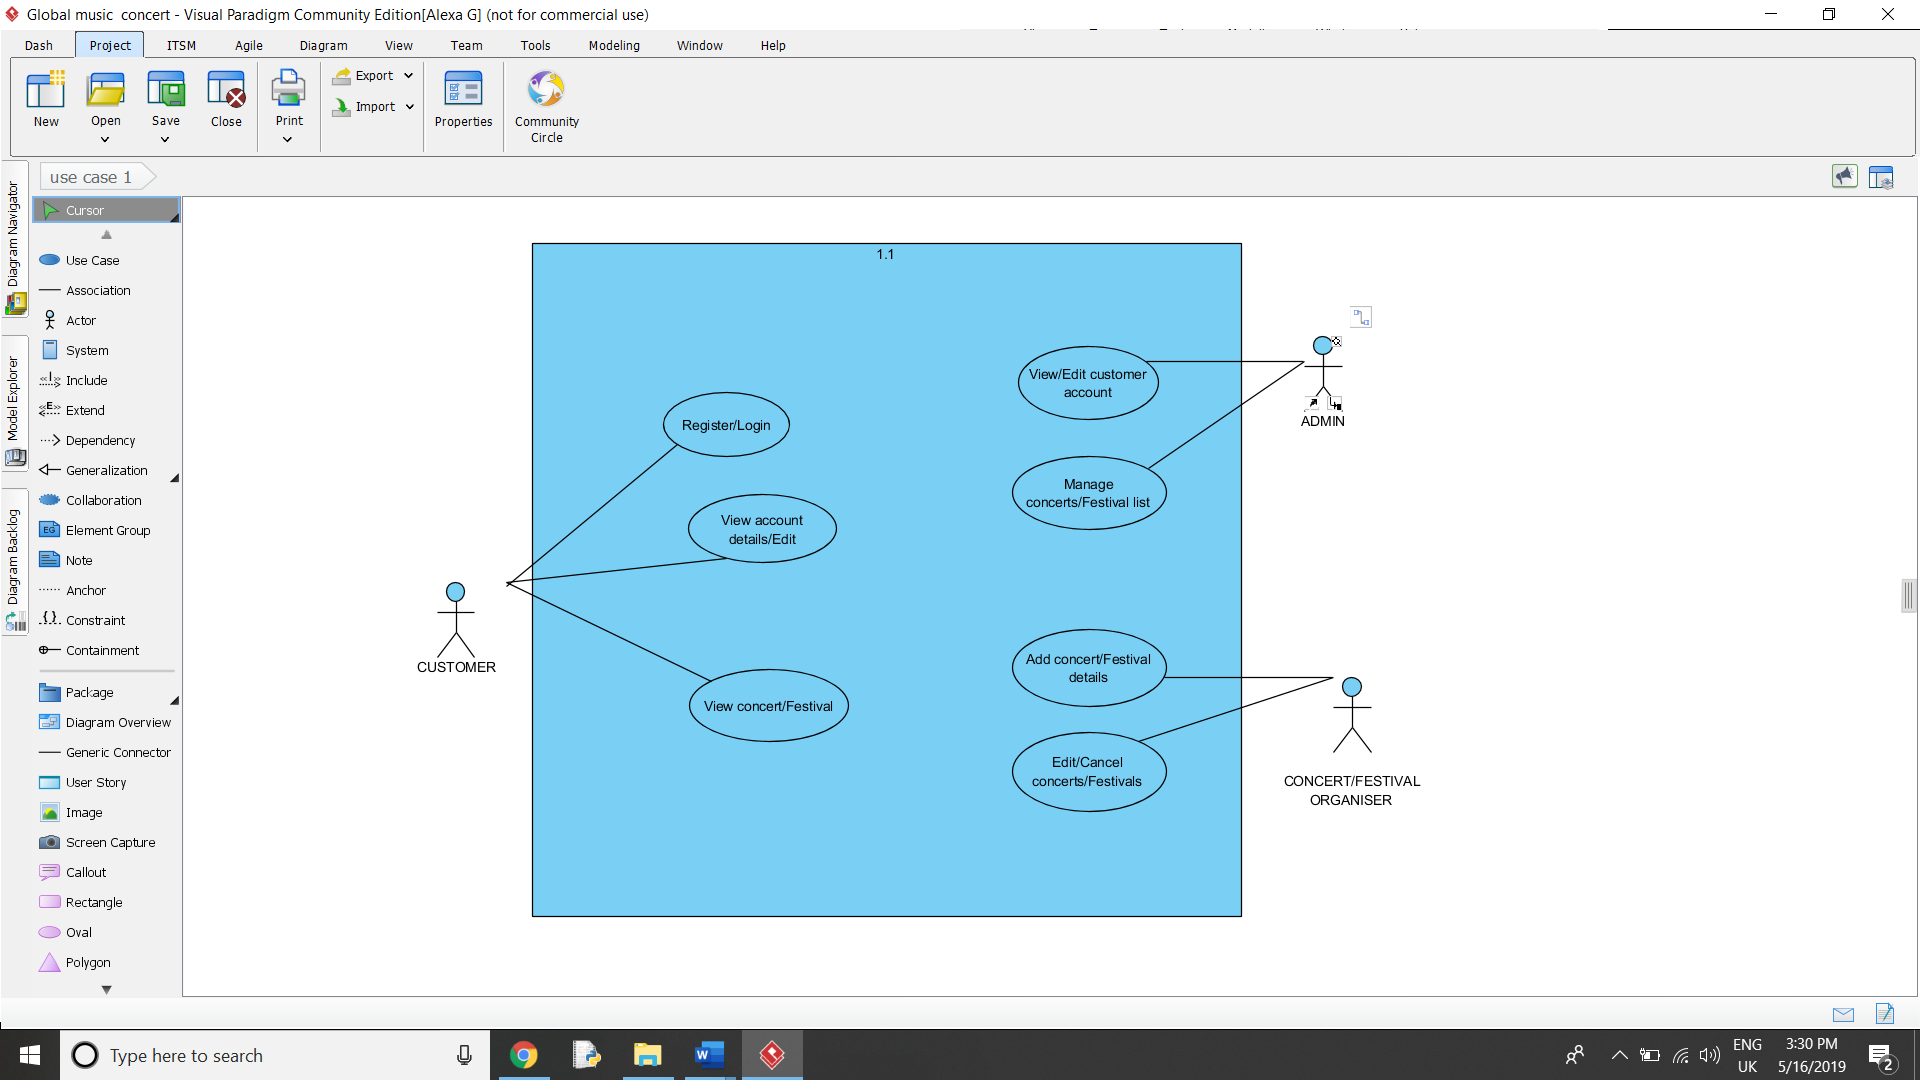 Global music  concert - Visual Paradigm Community Edition[Alexa G] (not for commercial use)
Dash Project ITSM Agile Diagram View Team Tools Modeling Window Help
New Open Save Close Print Export Import Properties Community Circle
use case 1
Diagram Navigator
Model Explorer
Diagram Backlog
Cursor
Use Case
Association
Actor
System
Include
Extend
Dependency
Generalization
Collaboration
EG Element Group
Note
Anchor
Constraint
Containment
Package
Diagram Overview
Generic Connector
User Story
Image
Screen Capture
Callout
Rectangle
Oval
Polygon
1.1
Register/Login
View account
details/Edit
View concert/Festival
CUSTOMER
View/Edit customer
account
Manage
concerts/Festival list
ADMIN
Add concert/Festival
details
Edit/Cancel
concerts/Festivals
CONCERT/FESTIVAL
ORGANISER
Type here to search
ENG
UK
3:30 PM
5/16/2019
2